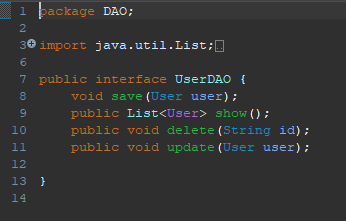 1 package DAO;
2
3 import java.util.List;
6
7 public interface UserDAO {
8 void save(User user);
9 public List<User> show();
10 public void delete(String id);
11 public void update(User user);
12
13 }
14